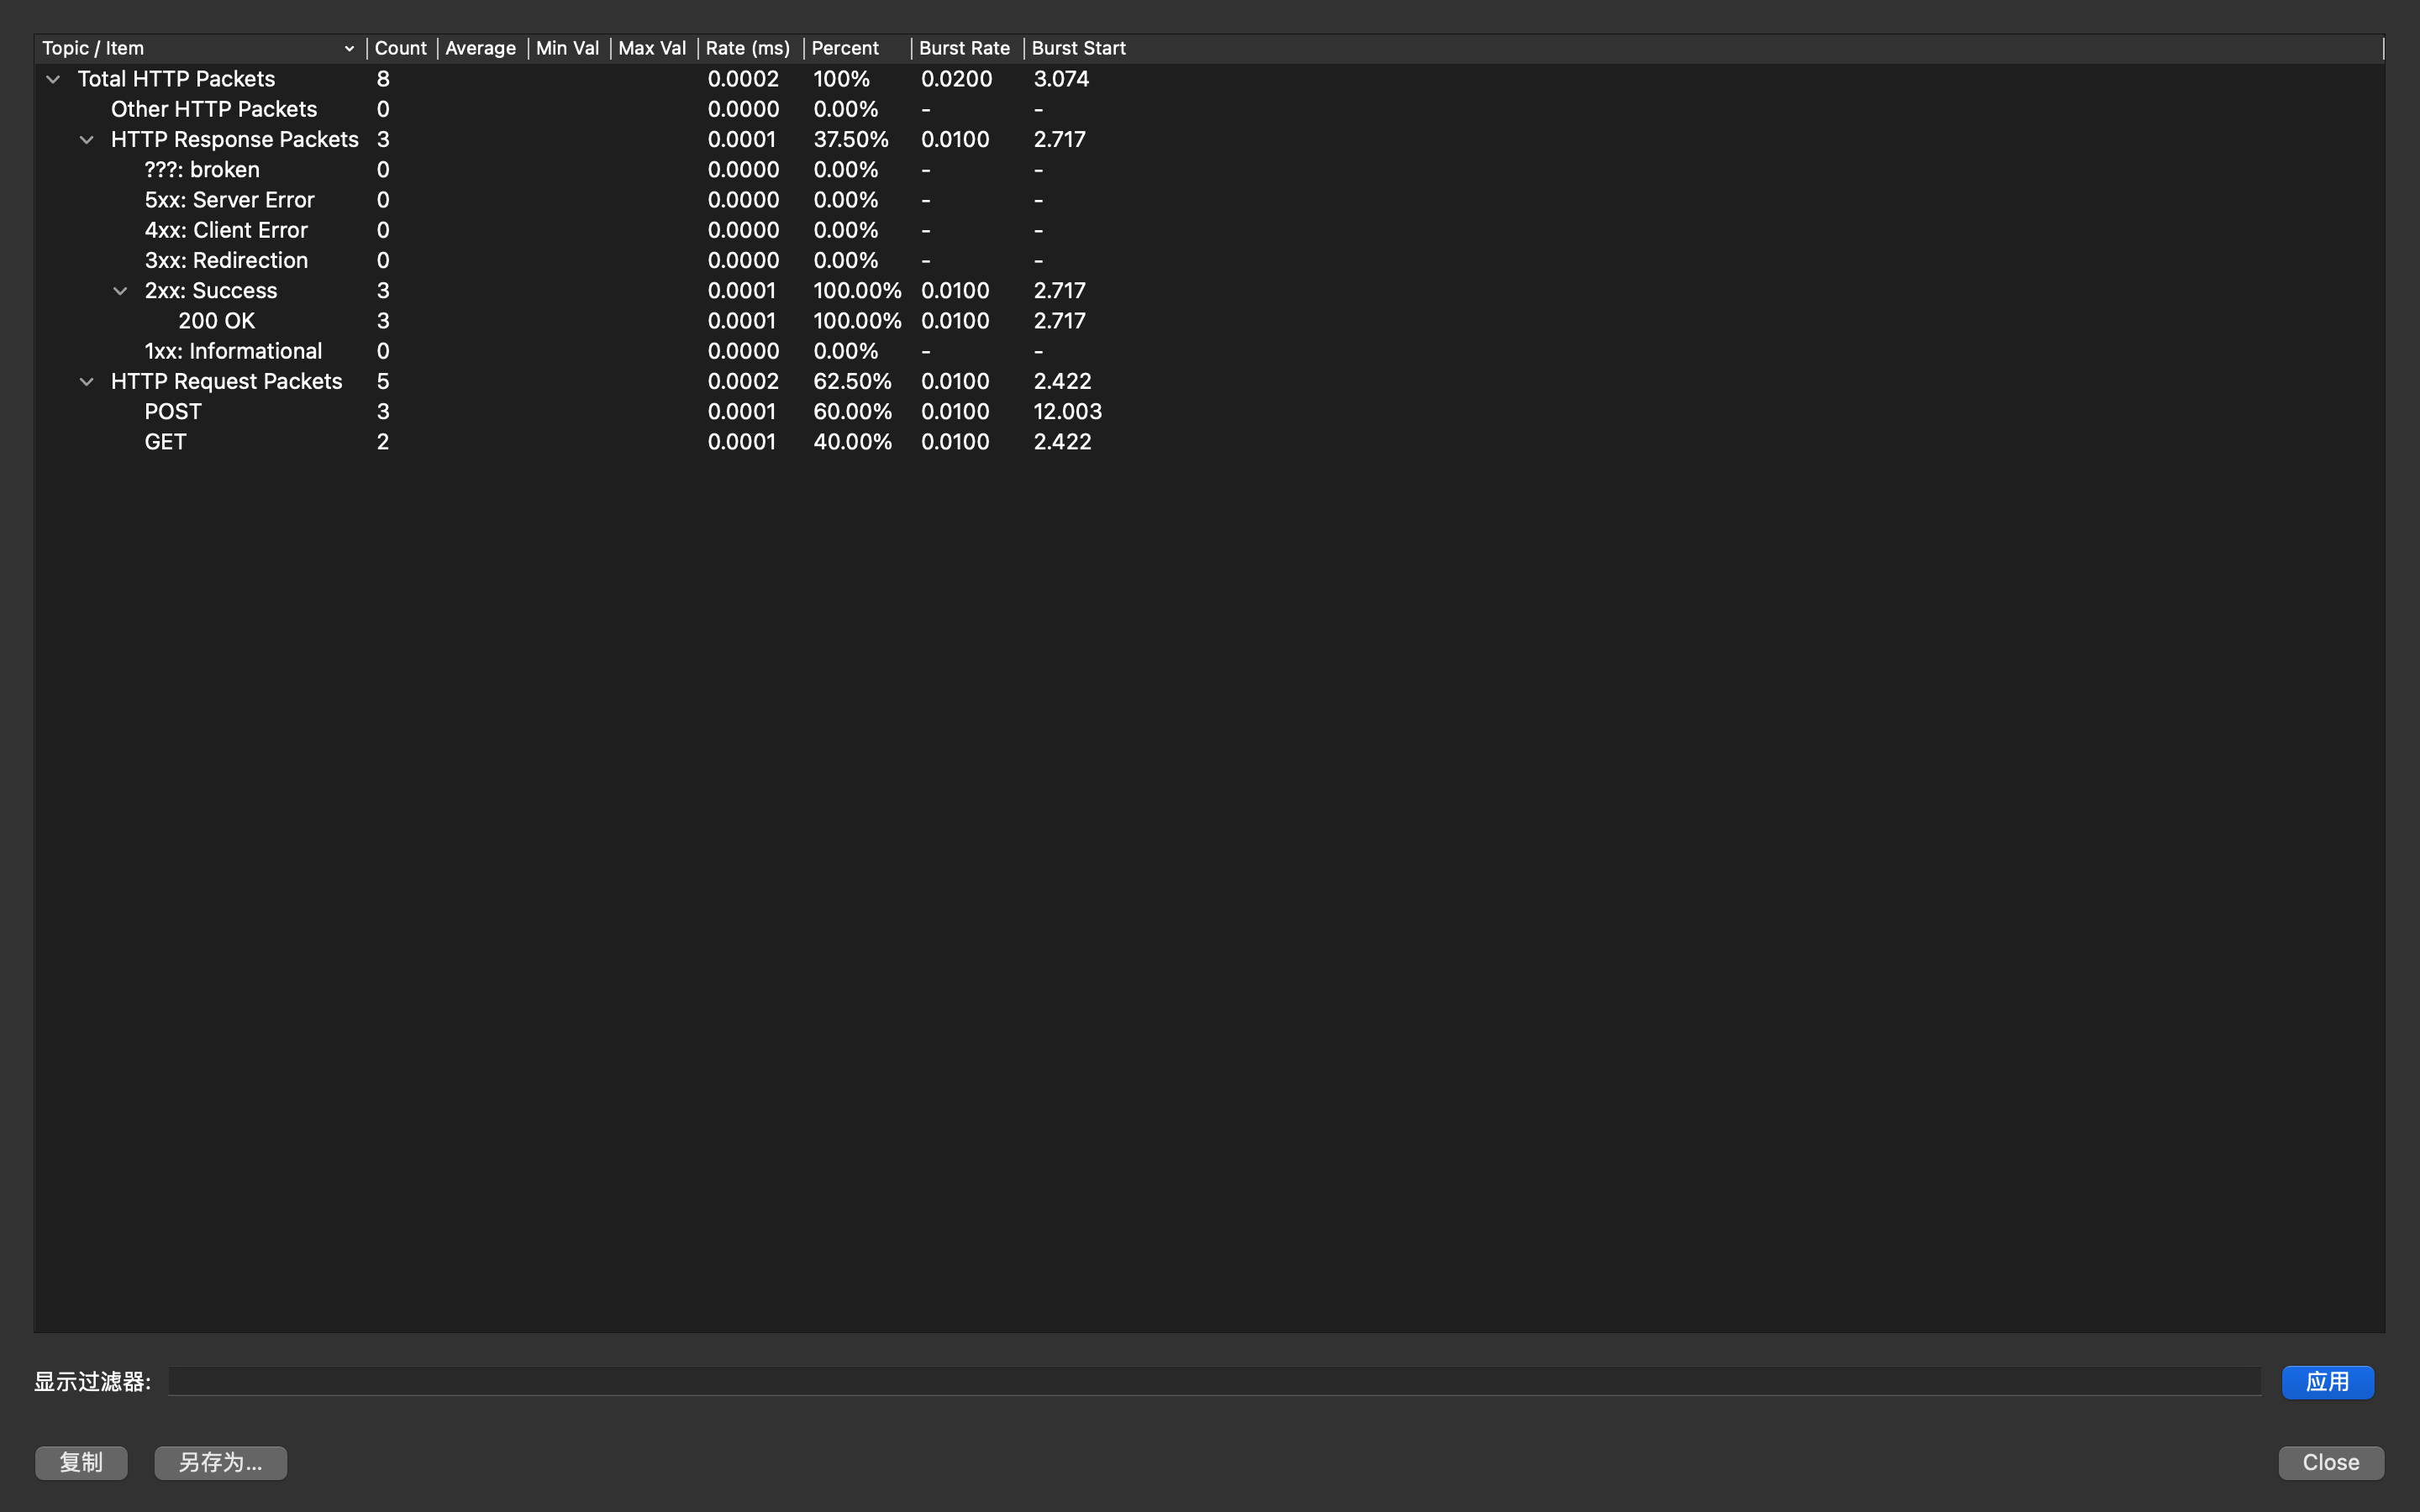 Topic / Item Count Average Min Val Max Val Rate (ms) Percent Burst Rate Burst Start
Total HTTP Packets 8 0.0002 100% 0.0200 3.074
Other HTTP Packets 0 0.0000 0.00% - -
HTTP Response Packets 3 0.0001 37.50% 0.0100 2.717
???: broken 0 0.0000 0.00% - -
5xx: Server Error 0 0.0000 0.00% - -
4xx: Client Error 0 0.0000 0.00% - -
3xx: Redirection 0 0.0000 0.00% - -
2xx: Success 3 0.0001 100.00% 0.0100 2.717
200 OK 3 0.0001 100.00% 0.0100 2.717
1xx: Informational 0 0.0000 0.00% - -
HTTP Request Packets 5 0.0002 62.50% 0.0100 2.422
POST 3 0.0001 60.00% 0.0100 12.003
GET 2 0.0001 40.00% 0.0100 2.422
显示过滤器: 应用
复制 另存为... Close